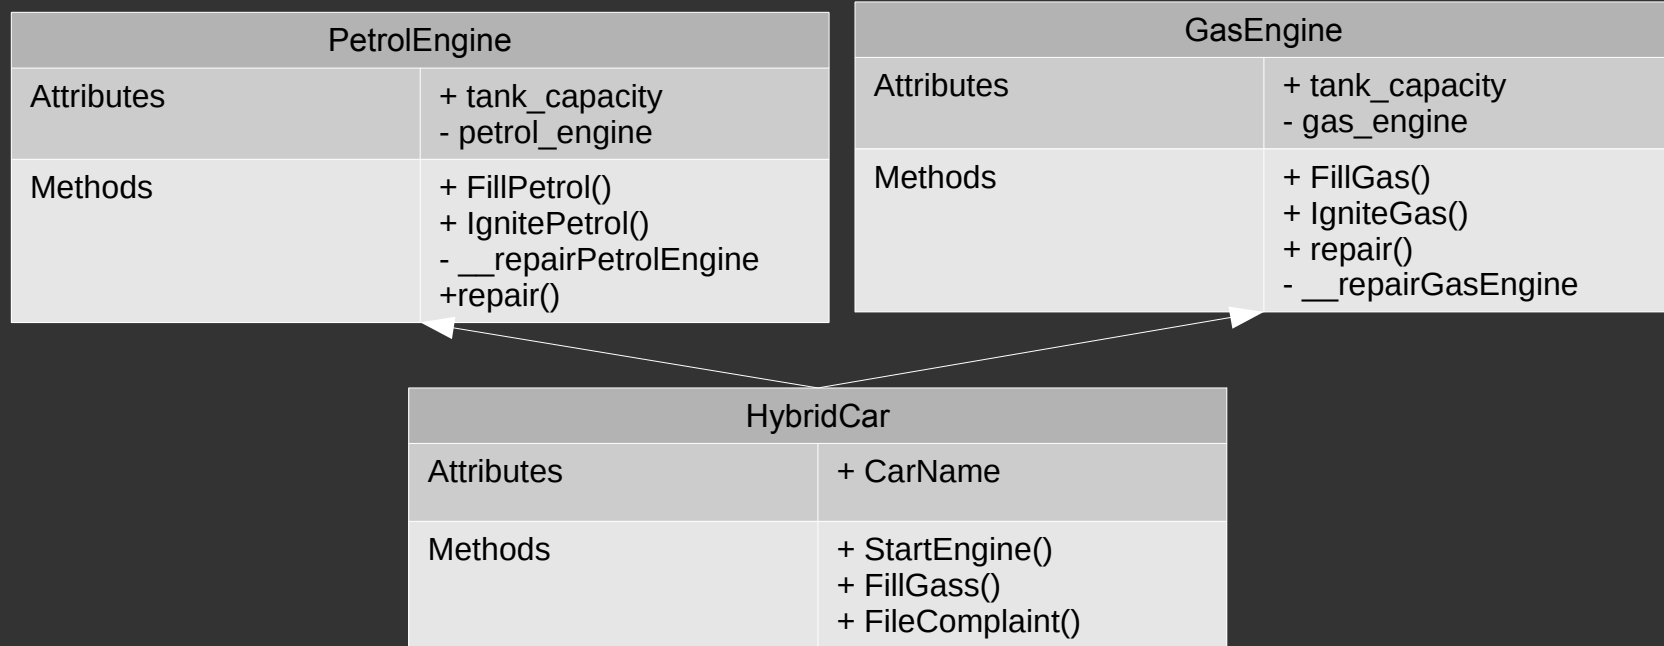 PetrolEngine
Attributes
+ tank_capacity
- petrol_engine
Methods
+ FillPetrol()
+ IgnitePetrol()
- __repairPetrolEngine
+repair()
GasEngine
Attributes
+ tank_capacity
- gas_engine
Methods
+ FillGas()
+ IgniteGas()
+ repair()
- __repairGasEngine
HybridCar
Attributes
+ CarName
Methods
+ StartEngine()
+ FillGass()
+ FileComplaint()